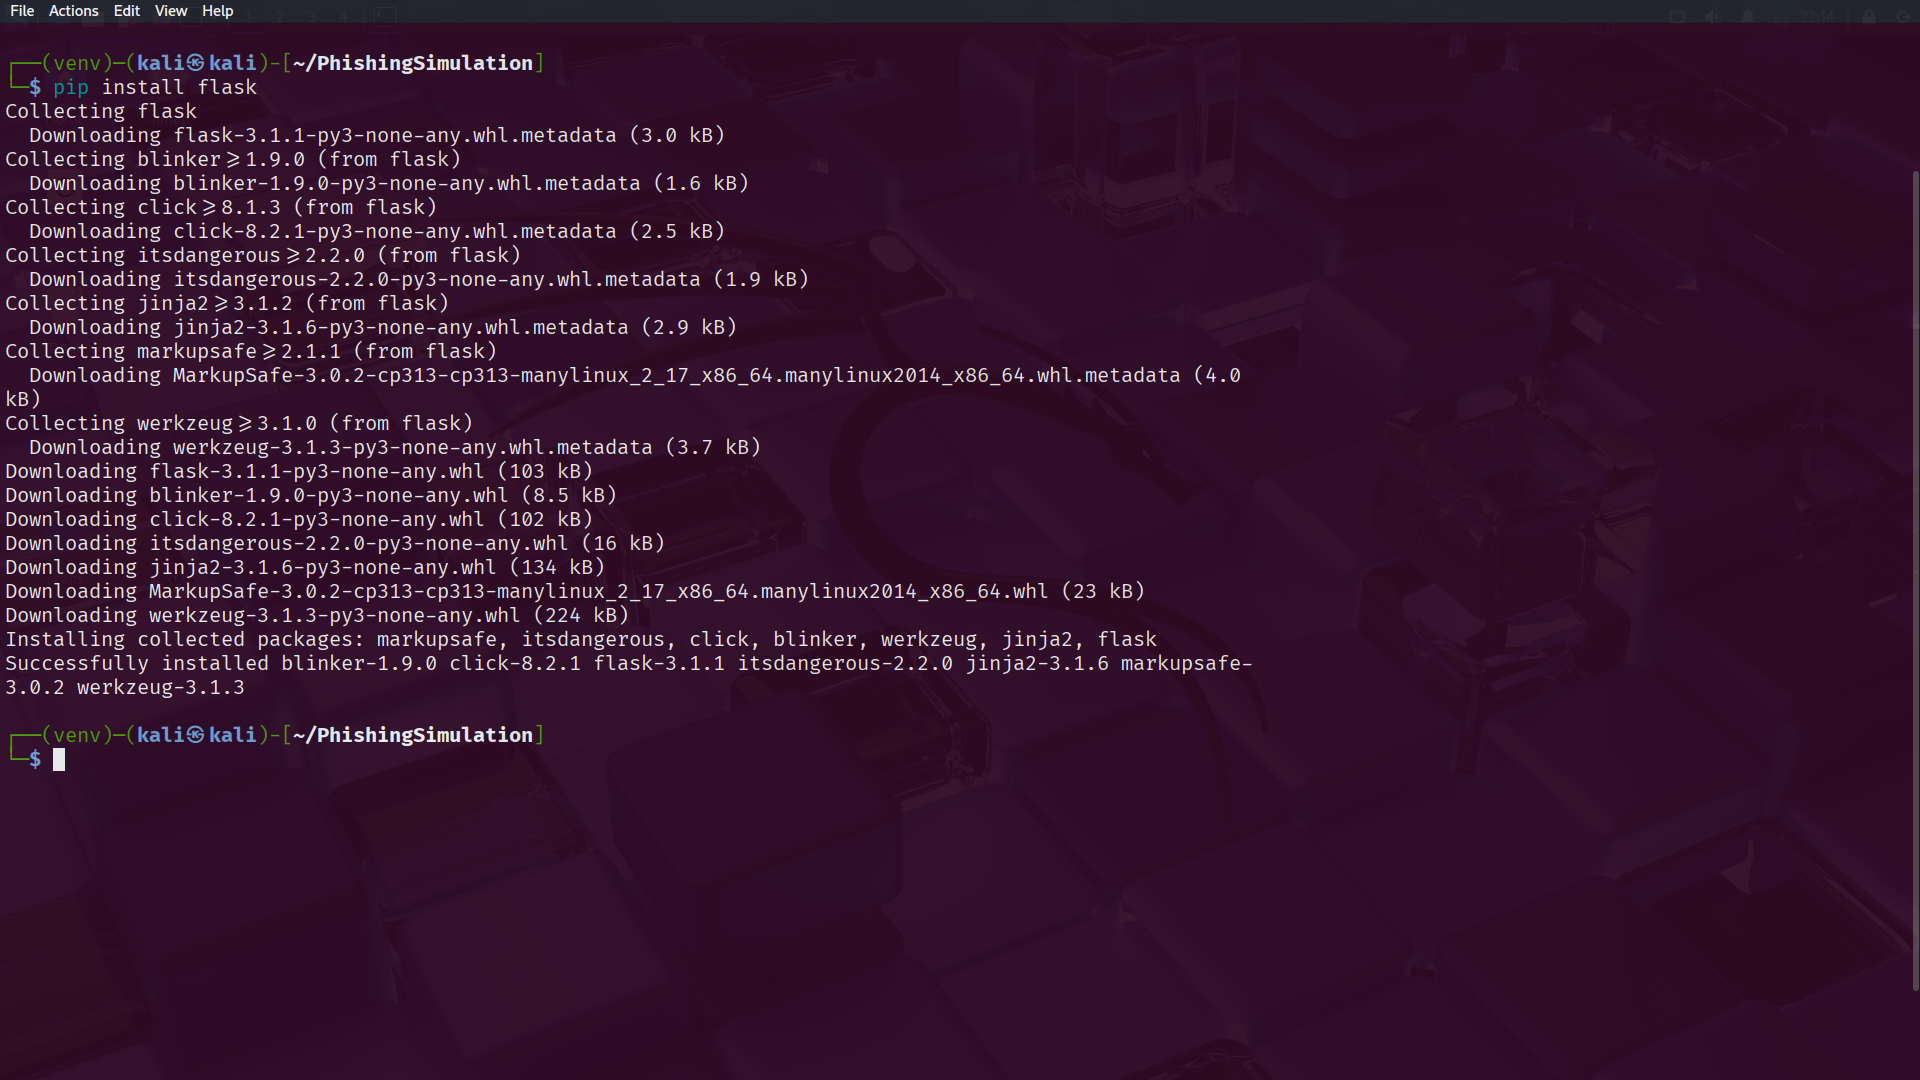 File Actions Edit View Help
┌──(venv)─(kali㉿kali)-[~/PhishingSimulation]
└─$ pip install flask
Collecting flask
  Downloading flask-3.1.1-py3-none-any.whl.metadata (3.0 kB)
Collecting blinker>=1.9.0 (from flask)
  Downloading blinker-1.9.0-py3-none-any.whl.metadata (1.6 kB)
Collecting click>=8.1.3 (from flask)
  Downloading click-8.2.1-py3-none-any.whl.metadata (2.5 kB)
Collecting itsdangerous>=2.2.0 (from flask)
  Downloading itsdangerous-2.2.0-py3-none-any.whl.metadata (1.9 kB)
Collecting jinja2>=3.1.2 (from flask)
  Downloading jinja2-3.1.6-py3-none-any.whl.metadata (2.9 kB)
Collecting markupsafe>=2.1.1 (from flask)
  Downloading MarkupSafe-3.0.2-cp313-cp313-manylinux_2_17_x86_64.manylinux2014_x86_64.whl.metadata (4.0
kB)
Collecting werkzeug>=3.1.0 (from flask)
  Downloading werkzeug-3.1.3-py3-none-any.whl.metadata (3.7 kB)
Downloading flask-3.1.1-py3-none-any.whl (103 kB)
Downloading blinker-1.9.0-py3-none-any.whl (8.5 kB)
Downloading click-8.2.1-py3-none-any.whl (102 kB)
Downloading itsdangerous-2.2.0-py3-none-any.whl (16 kB)
Downloading jinja2-3.1.6-py3-none-any.whl (134 kB)
Downloading MarkupSafe-3.0.2-cp313-cp313-manylinux_2_17_x86_64.manylinux2014_x86_64.whl (23 kB)
Downloading werkzeug-3.1.3-py3-none-any.whl (224 kB)
Installing collected packages: markupsafe, itsdangerous, click, blinker, werkzeug, jinja2, flask
Successfully installed blinker-1.9.0 click-8.2.1 flask-3.1.1 itsdangerous-2.2.0 jinja2-3.1.6 markupsafe-
3.0.2 werkzeug-3.1.3
┌──(venv)─(kali㉿kali)-[~/PhishingSimulation]
└─$